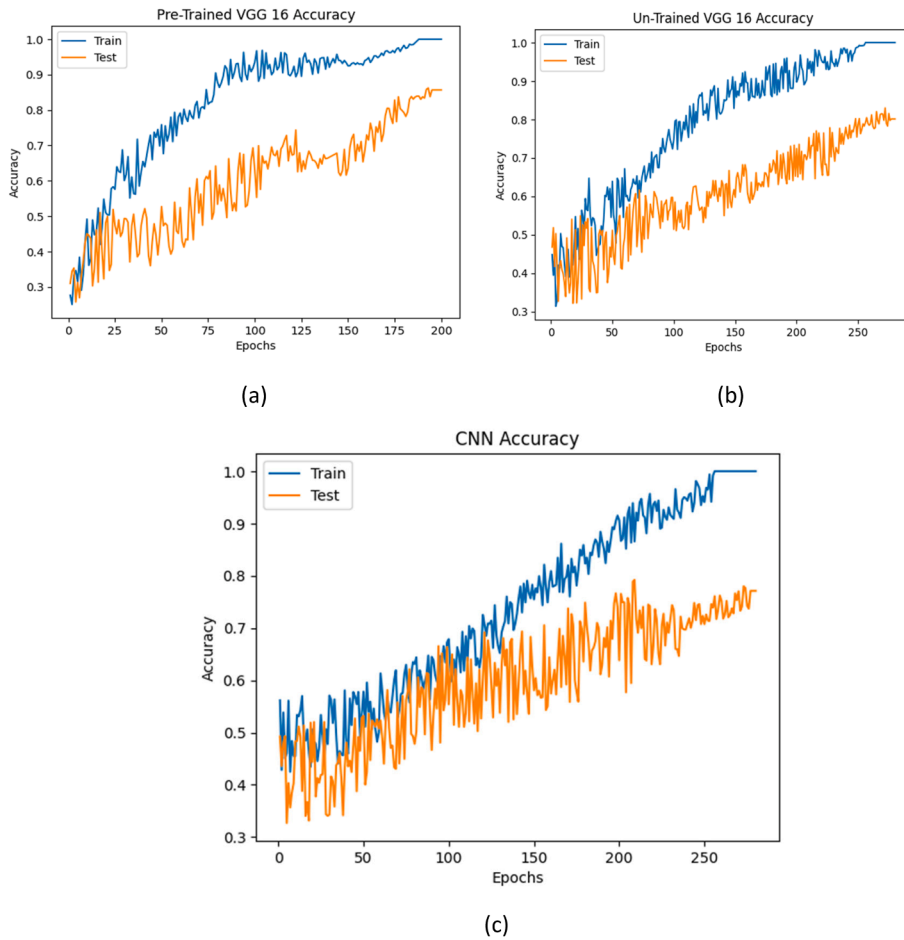 Pre-Trained VGG 16 Accuracy
Train
Test
1.0
0.9
0.8
0.7
0.6
0.5
0.4
0.3
Accuracy
0 25 50 75 100 125 150 175 200
Epochs
(a)
Un-Trained VGG 16 Accuracy
Train
Test
1.0
0.9
0.8
0.7
0.6
0.5
0.4
0.3
Accuracy
0 50 100 150 200 250
Epochs
(b)
CNN Accuracy
Train
Test
1.0
0.9
0.8
0.7
0.6
0.5
0.4
0.3
Accuracy
0 50 100 150 200 250
Epochs
(c)